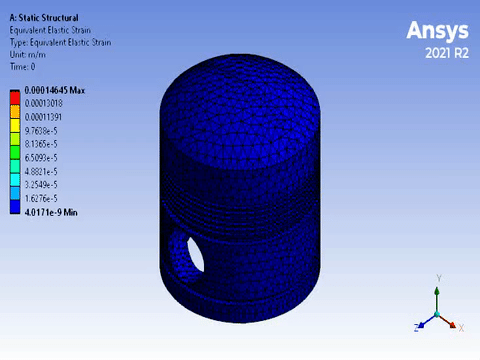 A: Static Structural
Equivalent Elastic Strain
Type: Equivalent Elastic Strain
Unit: m/m
Time: 0
0.00014645 Max
0.00013018
0.00011391
9.7638e-5
8.1365e-5
6.5093e-5
4.8821e-5
3.2549e-5
1.6276e-5
4.0171e-9 Min
Ansys
2021 R2
Y
Z
X